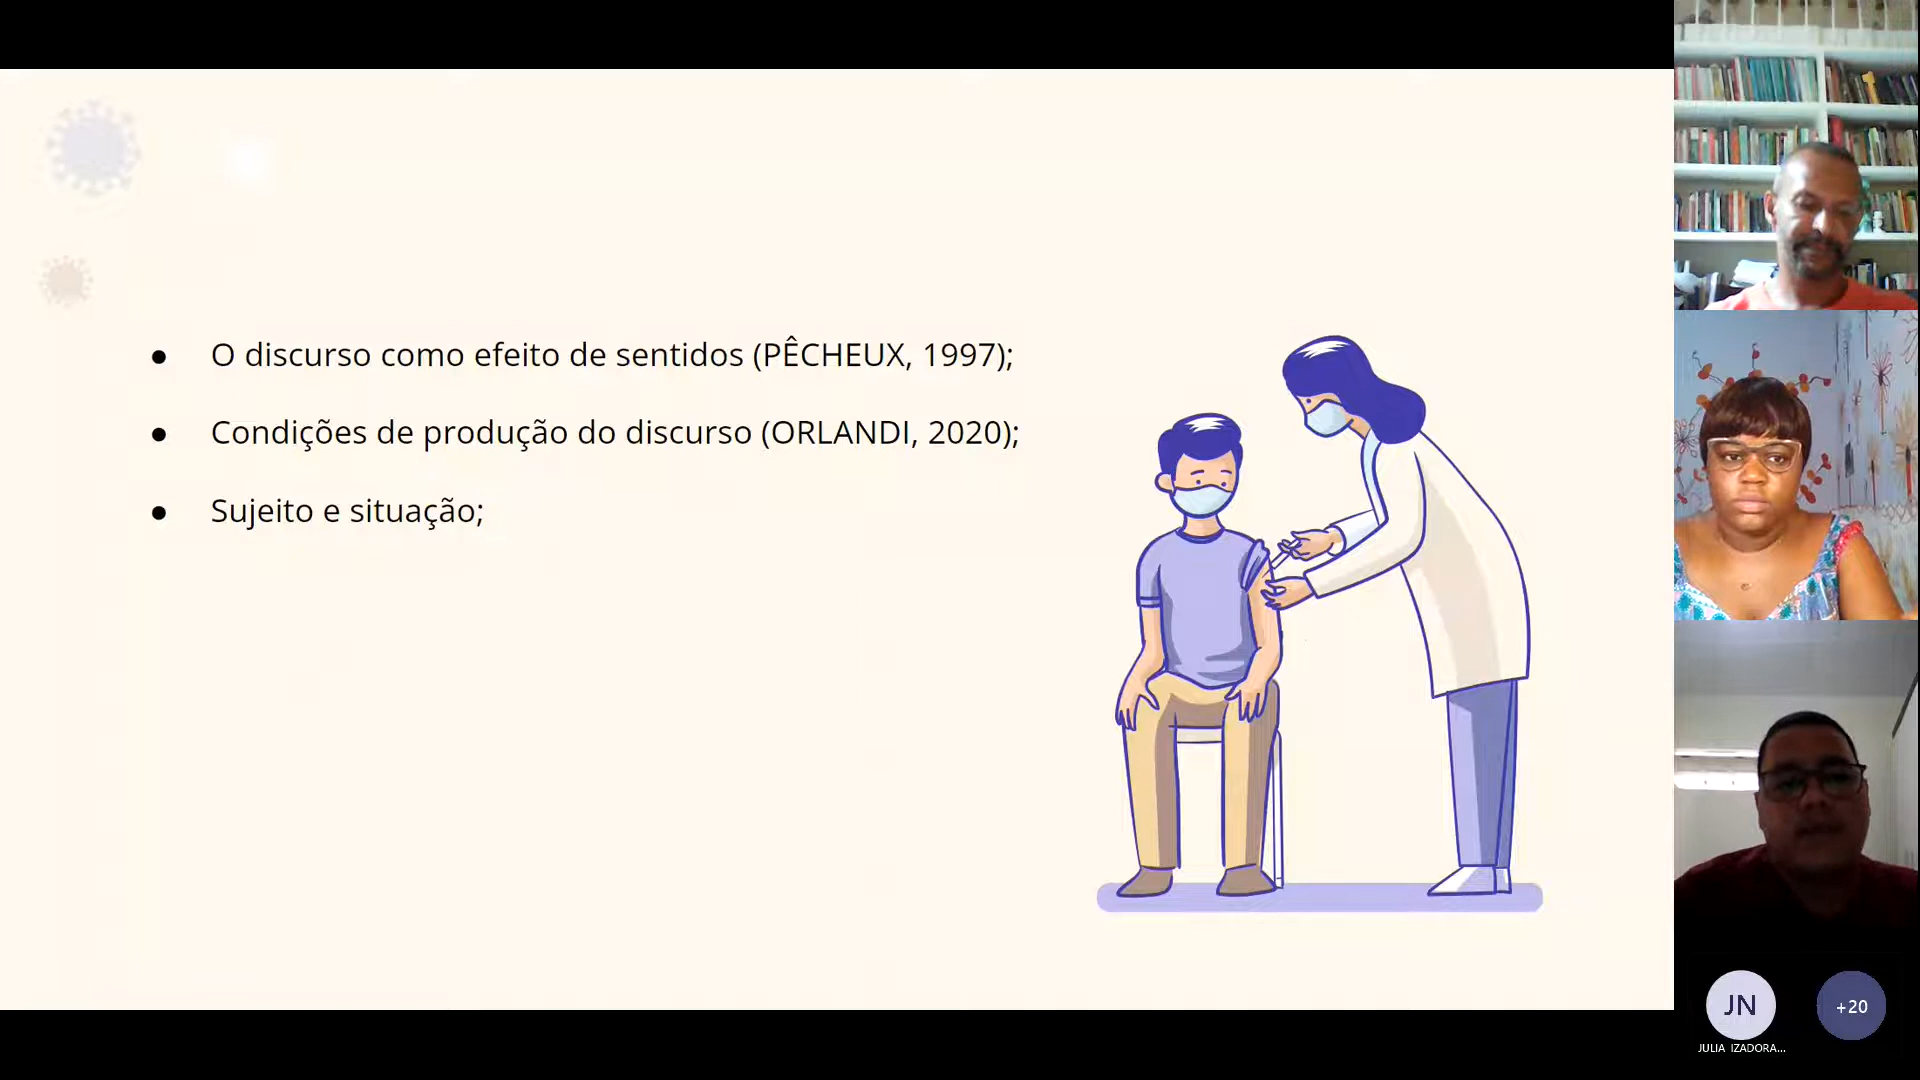 ● O discurso como efeito de sentidos (PÊCHEUX, 1997);
● Condições de produção do discurso (ORLANDI, 2020);
● Sujeito e situação;
JN
+20
JULIA IZADORA...